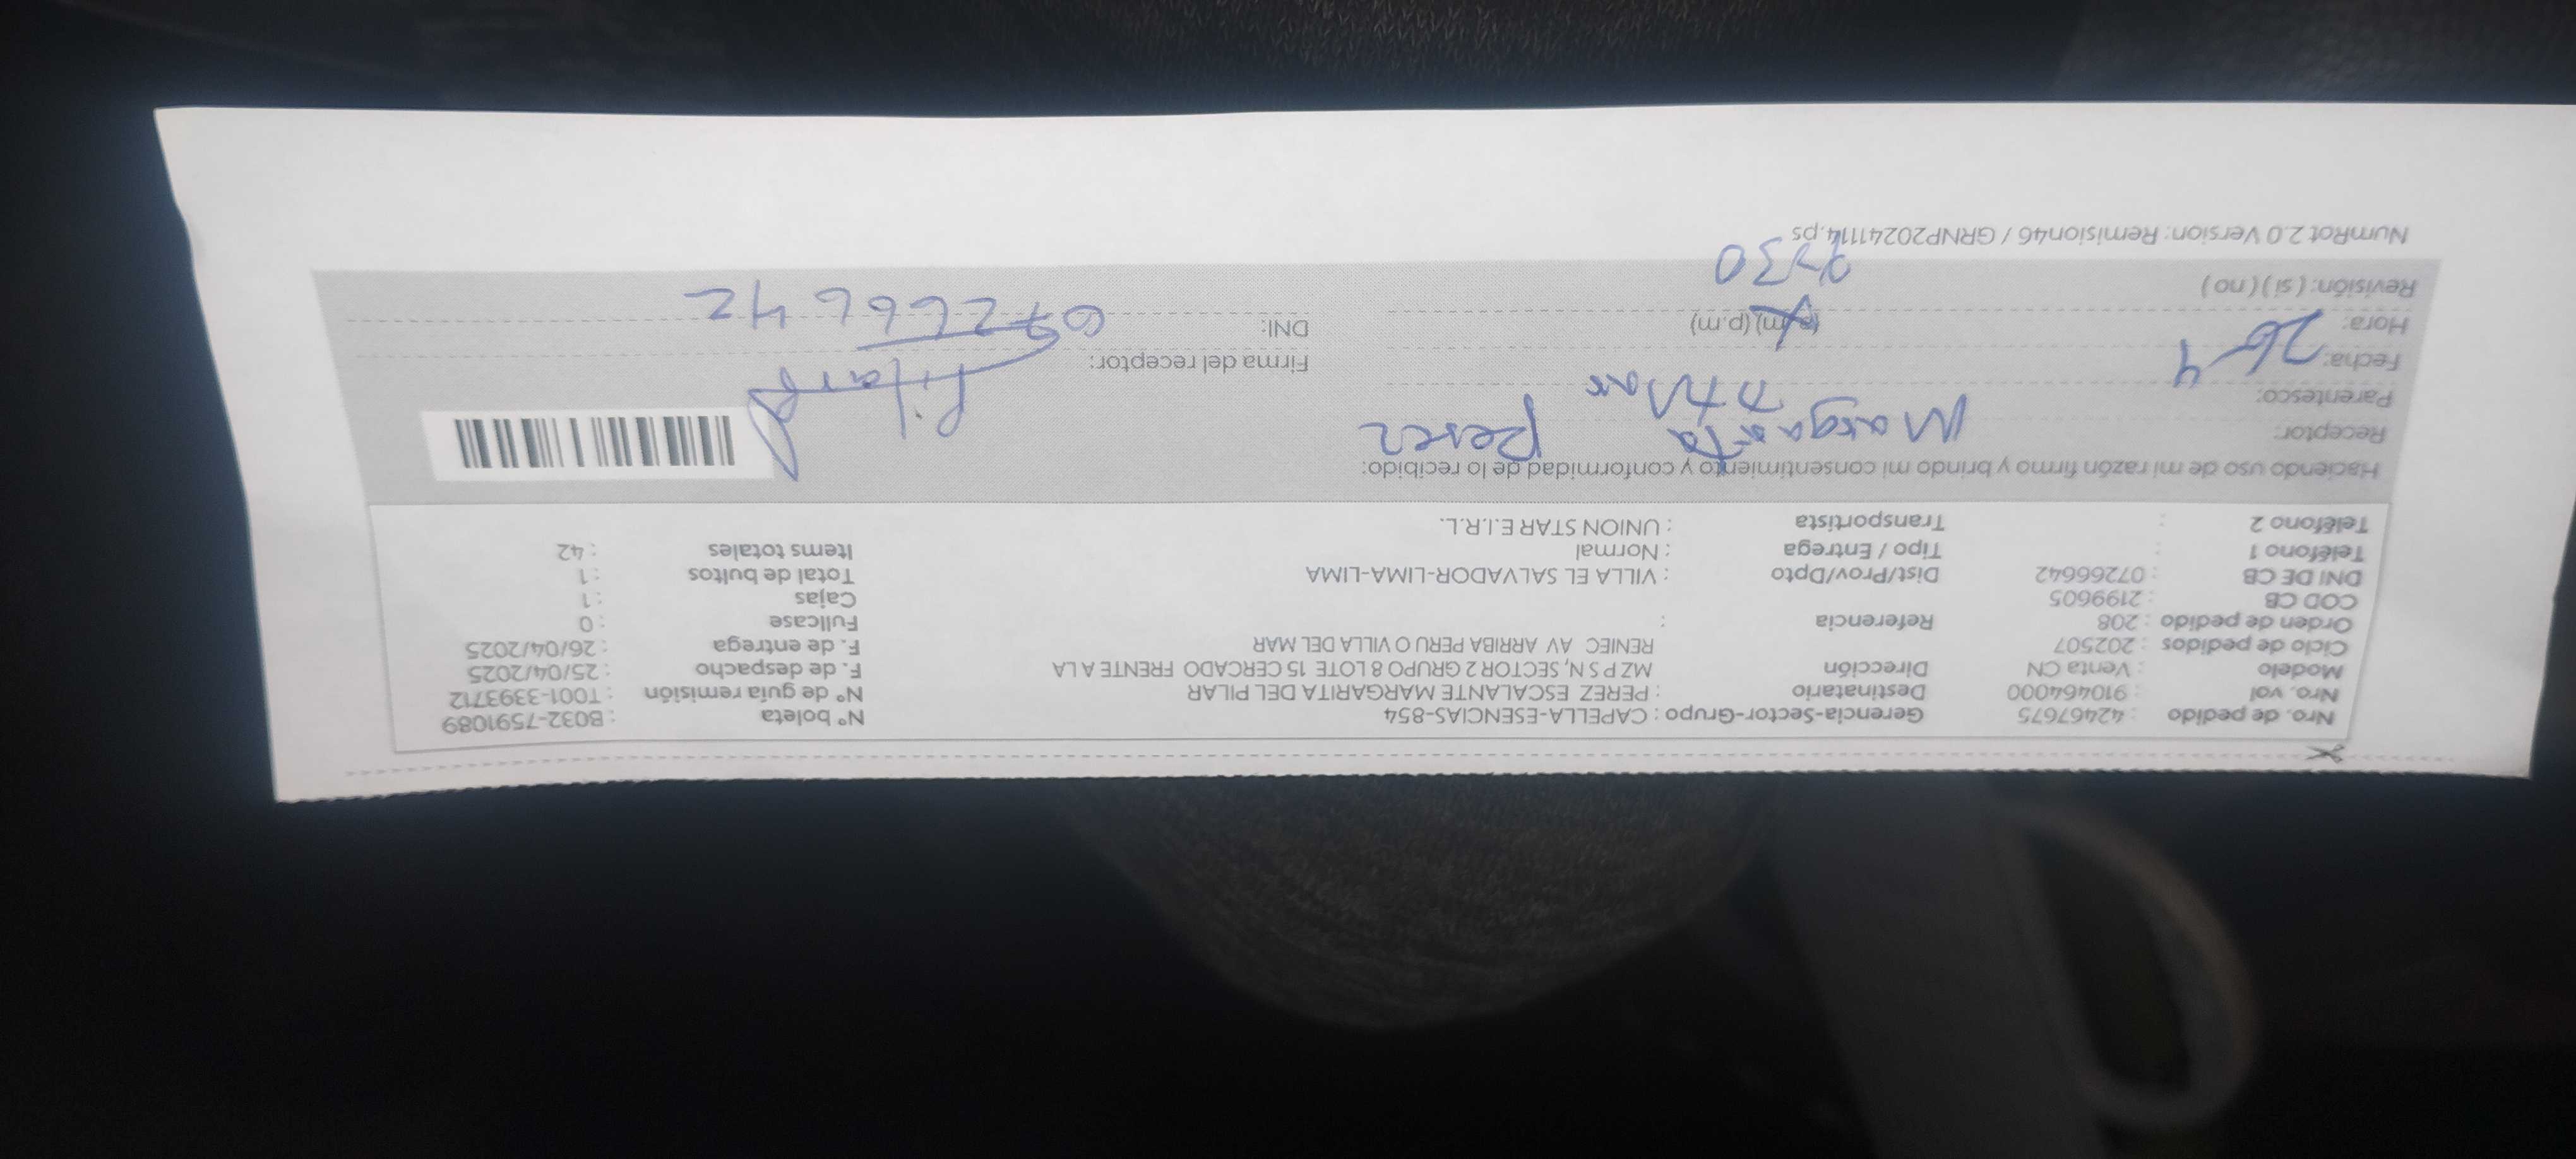 Nro. de pedido : 42467675 Gerencia-Sector-Grupo : CAPELLA-ESENCIAS-854 N° boleta : B032-7591089
Nro. vol : 910464000 Destinatario : PEREZ ESCALANTE MARGARITA DEL PILAR N° de guía remisión : T001-3393712
Modelo : Venta CN Dirección MZ P S N, SECTOR 2 GRUPO 8 LOTE 15 CERCADO FRENTE A LA F. de despacho : 25/04/2025
Ciclo de pedidos : 202507 RENIEC AV ARRIBA PERU O VILLA DEL MAR F. de entrega : 26/04/2025
Orden de pedido : 208 Referencia : Fullcase : 0
COD CB : 2199605 Cajas : 1
DNI DE CB : 07266642 Dist/Prov/Dpto : VILLA EL SALVADOR-LIMA-LIMA Total de bultos : 1
Teléfono 1 : Tipo / Entrega : Normal Items totales : 42
Teléfono 2 : Transportista : UNION STAR E.I.R.L.
Haciendo uso de mi razón firmo y brindo mi consentimiento y conformidad de lo recibido:
Receptor: Margarita Perez
Parentesco: Titular
Fecha: 26 4 Firma del receptor: Pilar
Hora: (a.m) (p.m) DNI: 07266642
Revisión: ( si ) ( no ) 30
NumRot 2.0 Version: Remision46 / GRNP20241114.ps